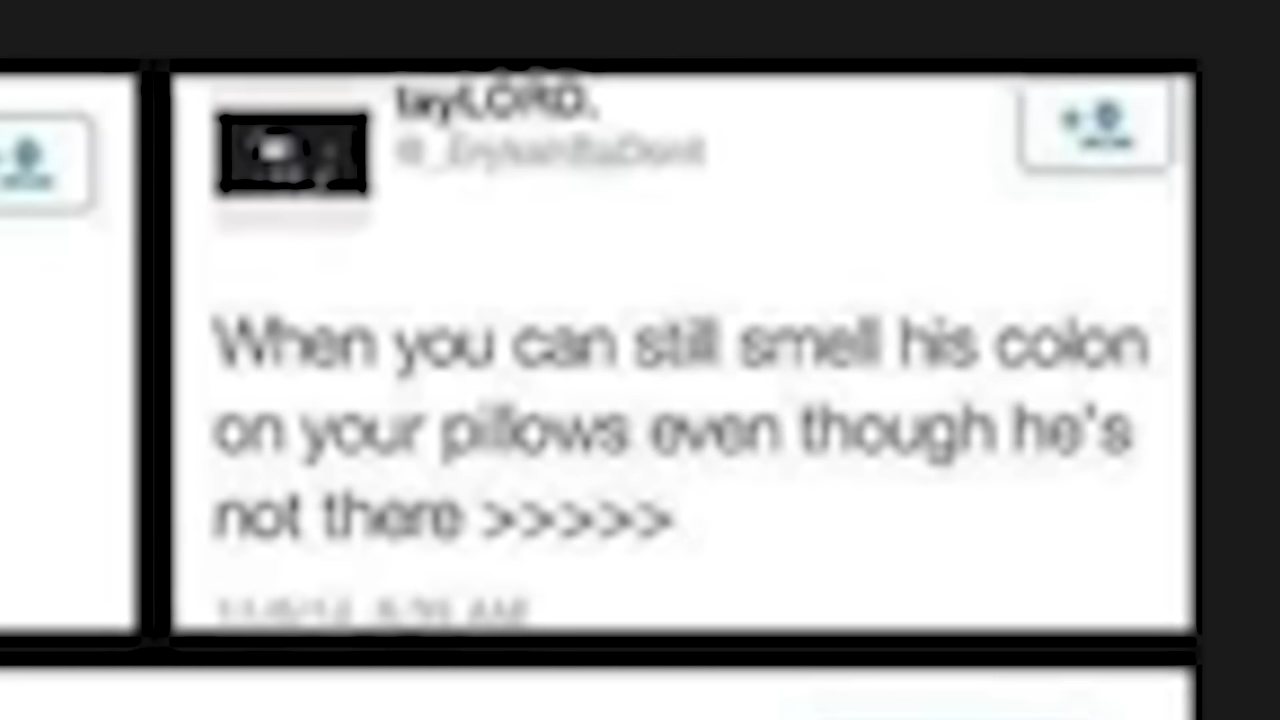 tayLORD.
When you can still smell his colon
on your pillows even though he's
not there >>>>>